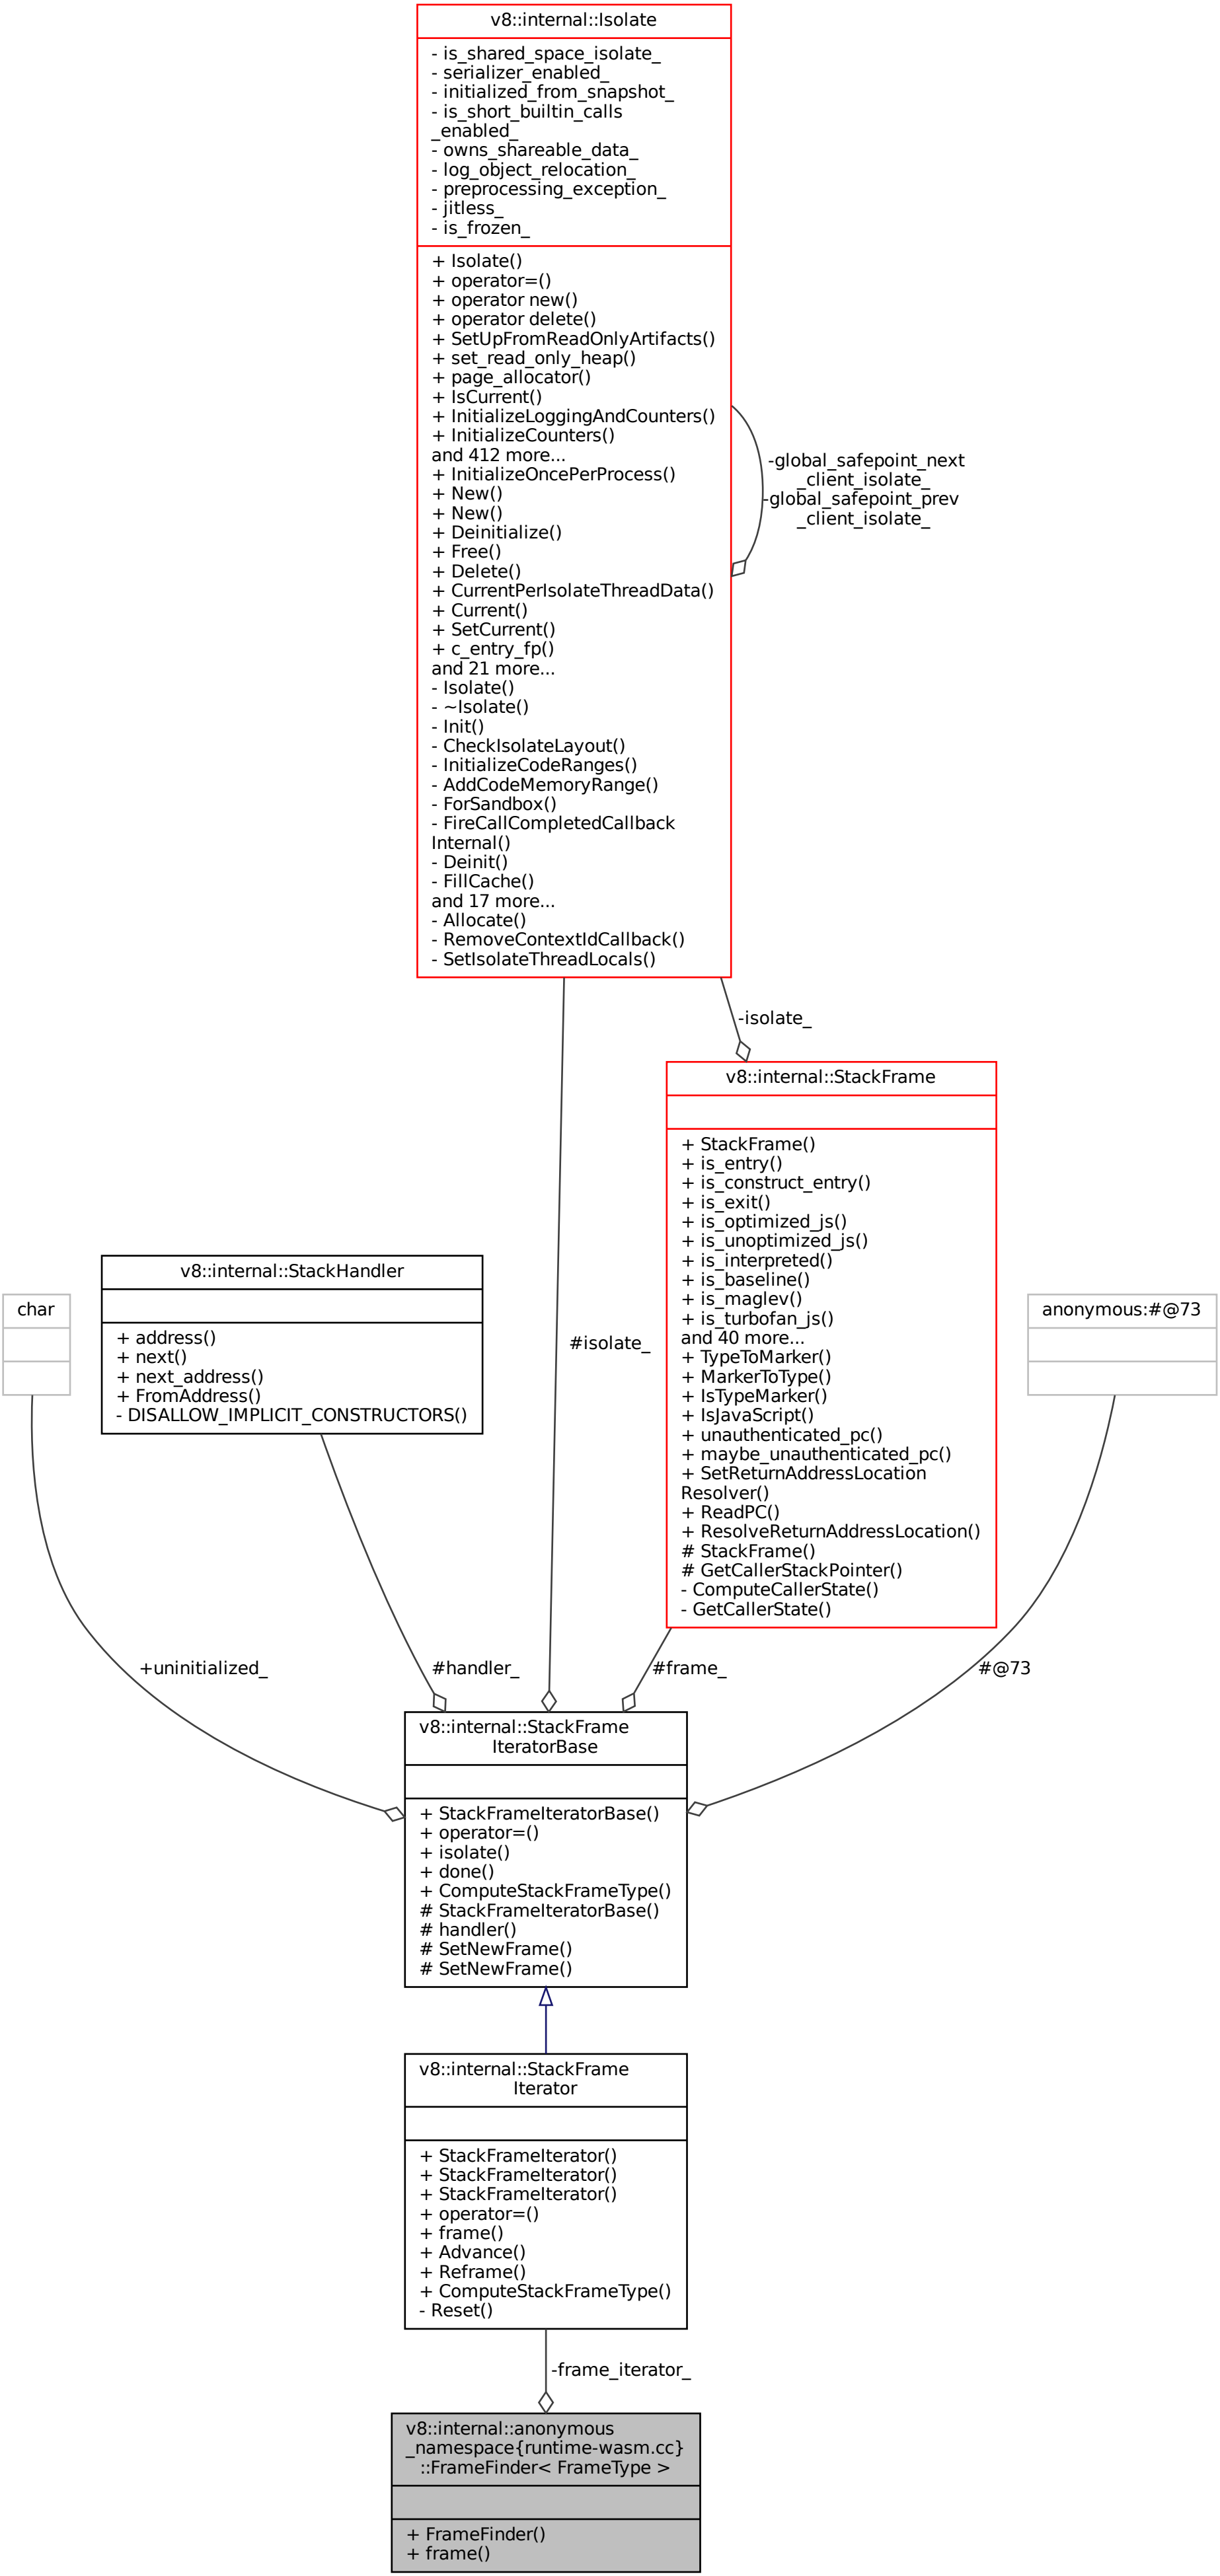 v8::internal::Isolate
- is_shared_space_isolate_
- serializer_enabled_
- initialized_from_snapshot_
- is_short_builtin_calls
_enabled_
- owns_shareable_data_
- log_object_relocation_
- preprocessing_exception_
- jitless_
- is_frozen_
+ Isolate()
+ operator=()
+ operator new()
+ operator delete()
+ SetUpFromReadOnlyArtifacts()
+ set_read_only_heap()
+ page_allocator()
+ IsCurrent()
+ InitializeLoggingAndCounters()
+ InitializeCounters()
and 412 more...
+ InitializeOncePerProcess()
+ New()
+ New()
+ Deinitialize()
+ Free()
+ Delete()
+ CurrentPerIsolateThreadData()
+ Current()
+ SetCurrent()
+ c_entry_fp()
and 21 more...
- Isolate()
- ~Isolate()
- Init()
- CheckIsolateLayout()
- InitializeCodeRanges()
- AddCodeMemoryRange()
- ForSandbox()
- FireCallCompletedCallback
Internal()
- Deinit()
- FillCache()
and 17 more...
- Allocate()
- RemoveContextIdCallback()
- SetIsolateThreadLocals()
-global_safepoint_next
_client_isolate_
-global_safepoint_prev
_client_isolate_
-isolate_
v8::internal::StackFrame
+ StackFrame()
+ is_entry()
+ is_construct_entry()
+ is_exit()
+ is_optimized_js()
+ is_unoptimized_js()
+ is_interpreted()
+ is_baseline()
+ is_maglev()
+ is_turbofan_js()
and 40 more...
+ TypeToMarker()
+ MarkerToType()
+ IsTypeMarker()
+ IsJavaScript()
+ unauthenticated_pc()
+ maybe_unauthenticated_pc()
+ SetReturnAddressLocation
Resolver()
+ ReadPC()
+ ResolveReturnAddressLocation()
# StackFrame()
# GetCallerStackPointer()
- ComputeCallerState()
- GetCallerState()
v8::internal::StackHandler
+ address()
+ next()
+ next_address()
+ FromAddress()
- DISALLOW_IMPLICIT_CONSTRUCTORS()
char
anonymous:#@73
#isolate_
+uninitialized_
#handler_
#frame_
#@73
v8::internal::StackFrame
IteratorBase
+ StackFrameIteratorBase()
+ operator=()
+ isolate()
+ done()
+ ComputeStackFrameType()
# StackFrameIteratorBase()
# handler()
# SetNewFrame()
# SetNewFrame()
v8::internal::StackFrame
Iterator
+ StackFrameIterator()
+ StackFrameIterator()
+ StackFrameIterator()
+ operator=()
+ frame()
+ Advance()
+ Reframe()
+ ComputeStackFrameType()
- Reset()
-frame_iterator_
v8::internal::anonymous
_namespace{runtime-wasm.cc}
::FrameFinder< FrameType >
+ FrameFinder()
+ frame()